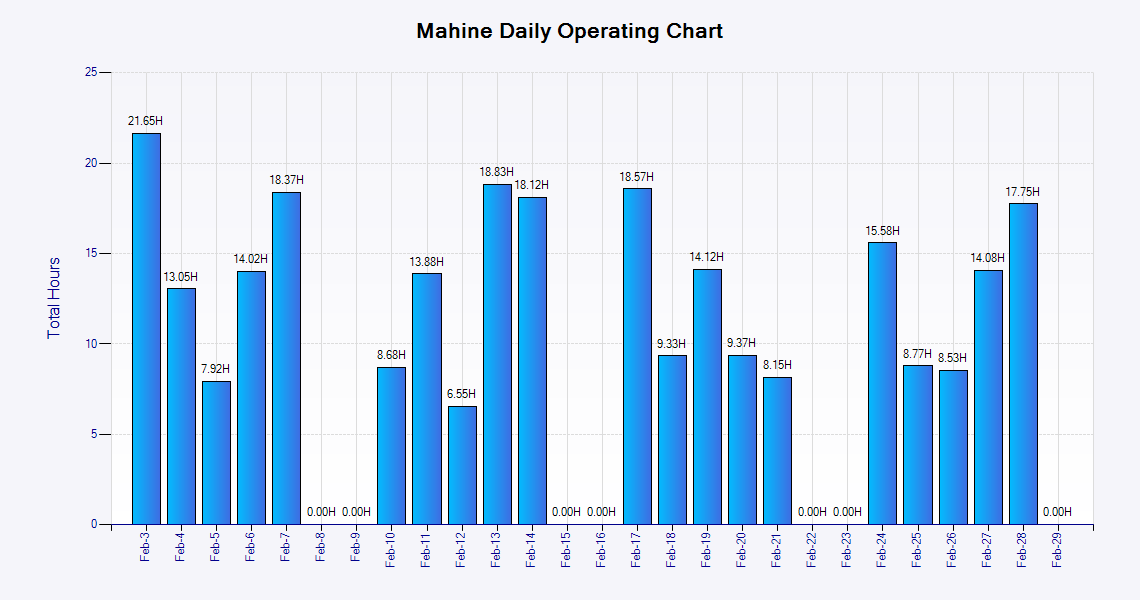 Mahine Daily Operating Chart
Total Hours
25
20
15
10
5
0
21.65H
13.05H
7.92H
14.02H
18.37H
0.00H
0.00H
8.68H
13.88H
6.55H
18.83H
18.12H
0.00H
0.00H
18.57H
9.33H
14.12H
9.37H
8.15H
0.00H
0.00H
15.58H
8.77H
8.53H
14.08H
17.75H
0.00H
Feb-3
Feb-4
Feb-5
Feb-6
Feb-7
Feb-8
Feb-9
Feb-10
Feb-11
Feb-12
Feb-13
Feb-14
Feb-15
Feb-16
Feb-17
Feb-18
Feb-19
Feb-20
Feb-21
Feb-22
Feb-23
Feb-24
Feb-25
Feb-26
Feb-27
Feb-28
Feb-29